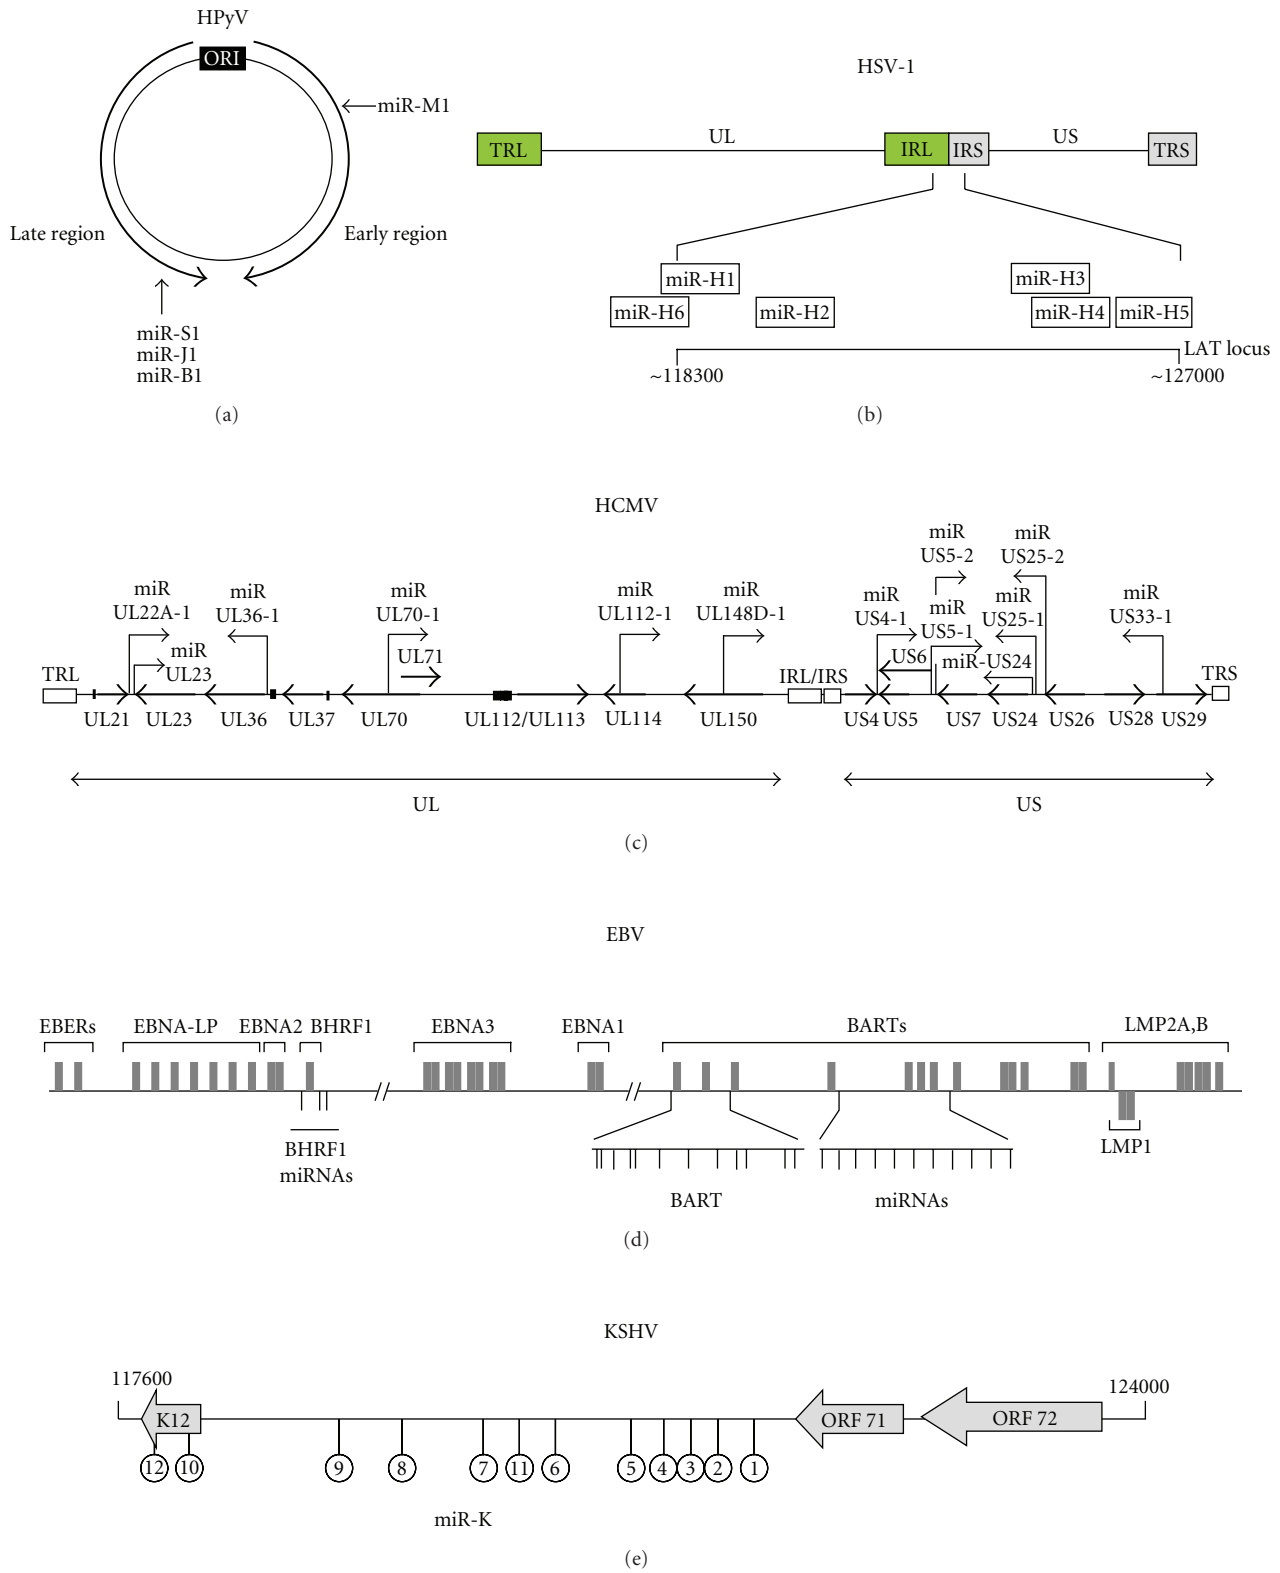 HPyV
ORI
miR-M1
Late region
Early region
miR-S1
miR-J1
miR-B1
(a)
HSV-1
TRL
UL
IRL
IRS
US
TRS
miR-H1
miR-H3
miR-H6
miR-H2
miR-H4
miR-H5
LAT locus
~118300
~127000
(b)
HCMV
miR
US5-2
miR
US25-2
miR
UL22A-1
miR
UL36-1
miR
UL70-1
miR
UL112-1
miR
UL148D-1
miR
US4-1
miR
US5-1
miR
US25-1
miR
US33-1
miR
UL23
UL71
US6
miR-US24
TRL
IRL/IRS
TRS
UL21
UL23
UL36
UL37
UL70
UL112/UL113
UL114
UL150
US4
US5
US7
US24
US26
US28
US29
UL
US
(c)
EBV
EBERs
EBNA-LP
EBNA2
BHRF1
EBNA3
EBNA1
BARTs
LMP2A,B
BHRF1
miRNAs
LMP1
BART
miRNAs
(d)
KSHV
117600
124000
K12
ORF 71
ORF 72
12
10
9
8
7
11
6
5
4
3
2
1
miR-K
(e)